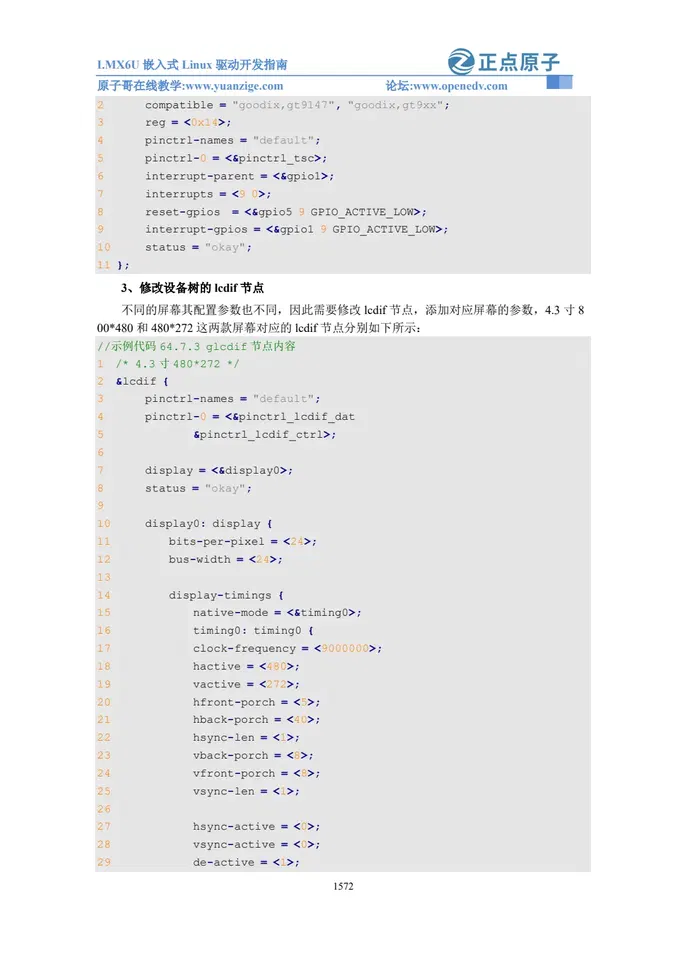 正点原子
I.MX6U 嵌入式 Linux 驱动开发指南
原子哥在线教学:www.yuanzige.com 论坛:www.openedv.com
2 compatible = "goodix,gt9147", "goodix,gt9xx";
3 reg = <0x14>;
4 pinctrl-names = "default";
5 pinctrl-0 = <&pinctrl_tsc>;
6 interrupt-parent = <&gpio1>;
7 interrupts = <9 0>;
8 reset-gpios = <&gpio5 9 GPIO_ACTIVE_LOW>;
9 interrupt-gpios = <&gpio1 9 GPIO_ACTIVE_LOW>;
10 status = "okay";
11 };
3、修改设备树的 lcdif 节点
不同的屏幕其配置参数也不同，因此需要修改 lcdif 节点，添加对应屏幕的参数，4.3 寸 8
00*480 和 480*272 这两款屏幕对应的 lcdif 节点分别如下所示：
//示例代码 64.7.3 glcdif 节点内容
1 /* 4.3 寸 480*272 */
2 &lcdif {
3 pinctrl-names = "default";
4 pinctrl-0 = <&pinctrl_lcdif_dat
5 &pinctrl_lcdif_ctrl>;
6
7 display = <&display0>;
8 status = "okay";
9
10 display0: display {
11 bits-per-pixel = <24>;
12 bus-width = <24>;
13
14 display-timings {
15 native-mode = <&timing0>;
16 timing0: timing0 {
17 clock-frequency = <9000000>;
18 hactive = <480>;
19 vactive = <272>;
20 hfront-porch = <5>;
21 hback-porch = <40>;
22 hsync-len = <1>;
23 vback-porch = <8>;
24 vfront-porch = <8>;
25 vsync-len = <1>;
26
27 hsync-active = <0>;
28 vsync-active = <0>;
29 de-active = <1>;
1572